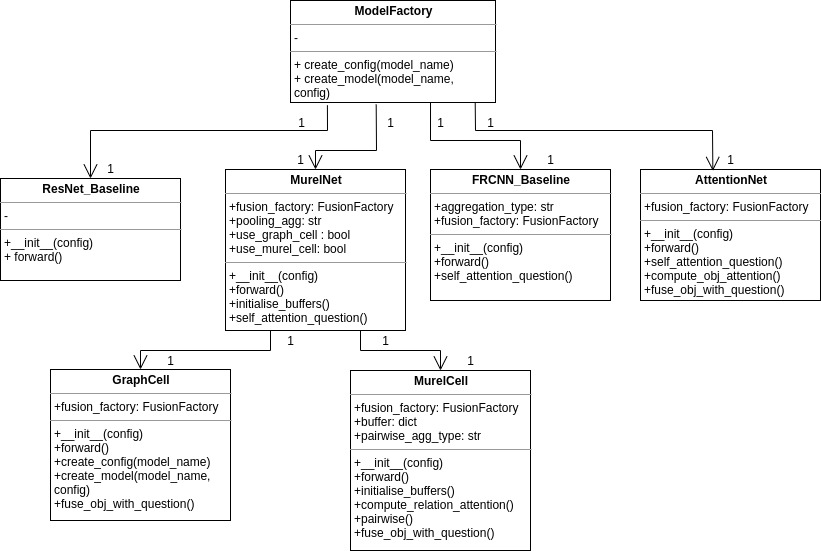 ModelFactory
-
+ create_config(model_name)
+ create_model(model_name,
config)
1
1
1
1
1
1
1
1
ResNet_Baseline
-
+__init__(config)
+ forward()
MurelNet
+fusion_factory: FusionFactory
+pooling_agg: str
+use_graph_cell : bool
+use_murel_cell: bool
+__init__(config)
+forward()
+initialise_buffers()
+self_attention_question()
FRCNN_Baseline
+aggregation_type: str
+fusion_factory: FusionFactory
+__init__(config)
+forward()
+self_attention_question()
AttentionNet
+fusion_factory: FusionFactory
+__init__(config)
+forward()
+self_attention_question()
+compute_obj_attention()
+fuse_obj_with_question()
1
1
1
1
GraphCell
+fusion_factory: FusionFactory
+__init__(config)
+forward()
+create_config(model_name)
+create_model(model_name,
config)
+fuse_obj_with_question()
MurelCell
+fusion_factory: FusionFactory
+buffer: dict
+pairwise_agg_type: str
+__init__(config)
+forward()
+initialise_buffers()
+compute_relation_attention()
+pairwise()
+fuse_obj_with_question()